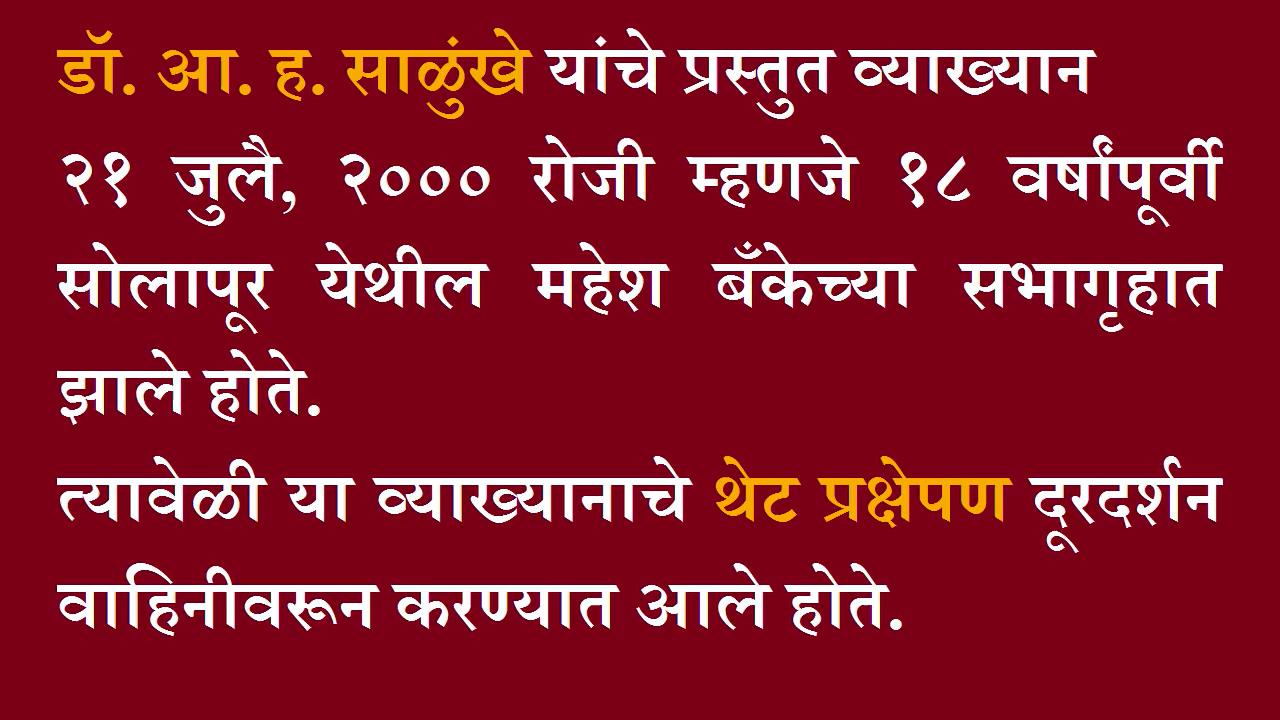 डॉ. आ. ह. साळुंखे यांचे प्रस्तुत व्याख्यान
२१ जुलै, २००० रोजी म्हणजे १८ वर्षांपूर्वी
सोलापूर येथील महेश बँकेच्या सभागृहात
झाले होते.
त्यावेळी या व्याख्यानाचे थेट प्रक्षेपण दूरदर्शन
वाहिनीवरून करण्यात आले होते.